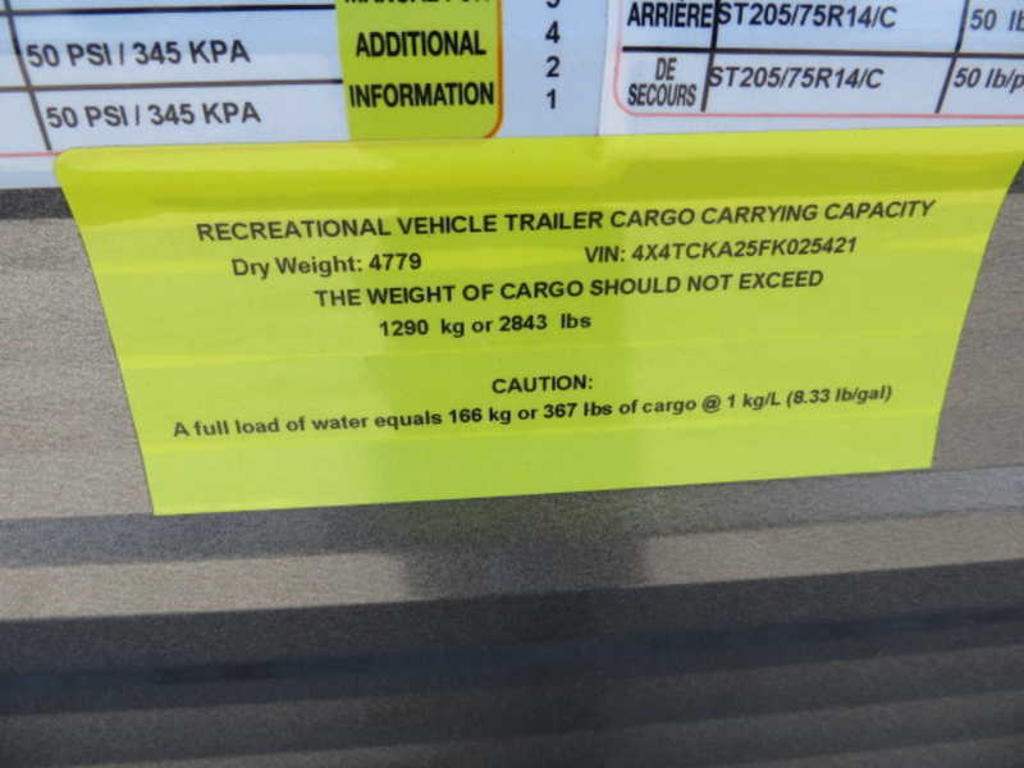 ADDITIONAL
INFORMATION
50 PSI / 345 KPA
50 PSI / 345 KPA
4
2
1
ARRIÈRE ST205/75R14/C 50
DE SECOURS ST205/75R14/C 50 lb/p
RECREATIONAL VEHICLE TRAILER CARGO CARRYING CAPACITY
Dry Weight: 4779 VIN: 4X4TCKA25FK025421
THE WEIGHT OF CARGO SHOULD NOT EXCEED
1290 kg or 2843 lbs
CAUTION:
A full load of water equals 166 kg or 367 lbs of cargo @ 1 kg/L (8.33 lb/gal)